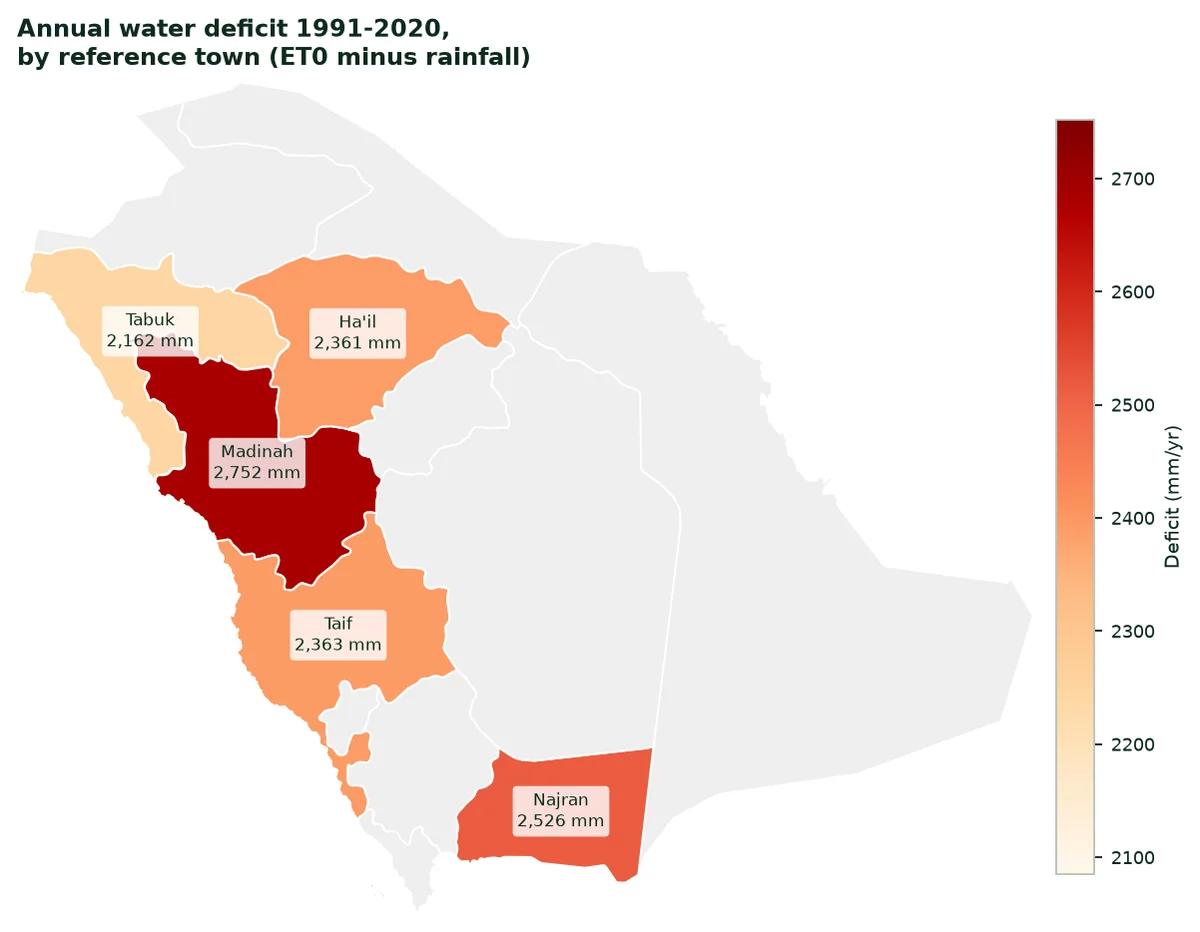 Annual water deficit 1991-2020,
by reference town (ET0 minus rainfall)
Tabuk
2,162 mm
Ha'il
2,361 mm
Madinah
2,752 mm
Taif
2,363 mm
Najran
2,526 mm
2700
2600
2500
2400
2300
2200
2100
Deficit (mm/yr)